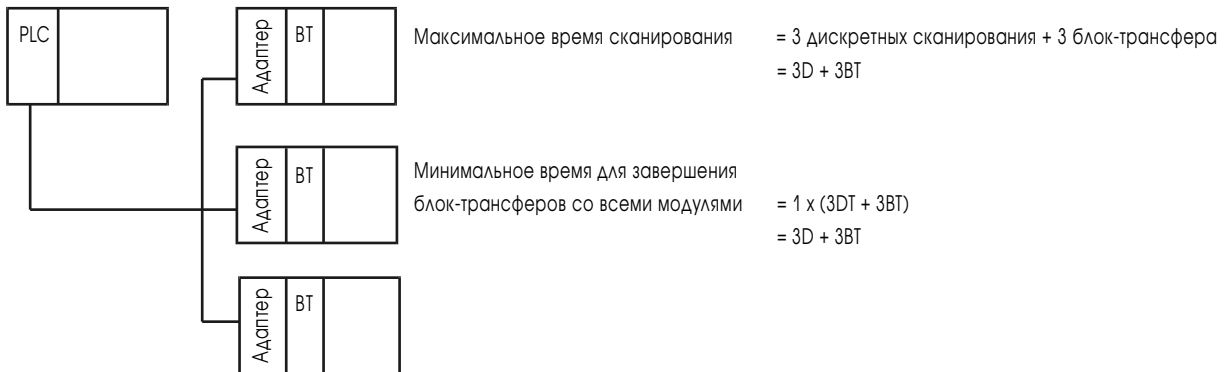 PLC
Адаптер
BT
Максимальное время сканирования = 3 дискретных сканирования + 3 блок-трансфера
= 3D + 3BT
Адаптер
BT
Минимальное время для завершения
блок-трансферов со всеми модулями = 1 x (3DT + 3BT)
= 3D + 3BT
Адаптер
BT